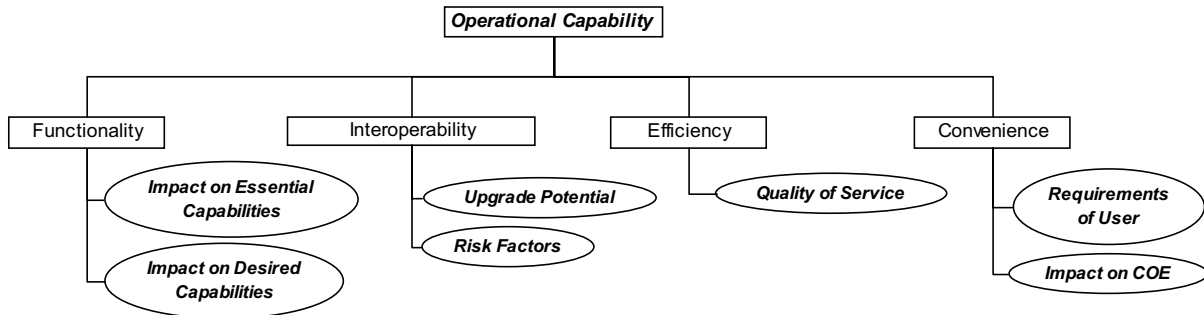 Operational Capability
Functionality
Interoperability
Efficiency
Convenience
Impact on Essential
Capabilities
Impact on Desired
Capabilities
Upgrade Potential
Risk Factors
Quality of Service
Requirements
of User
Impact on COE